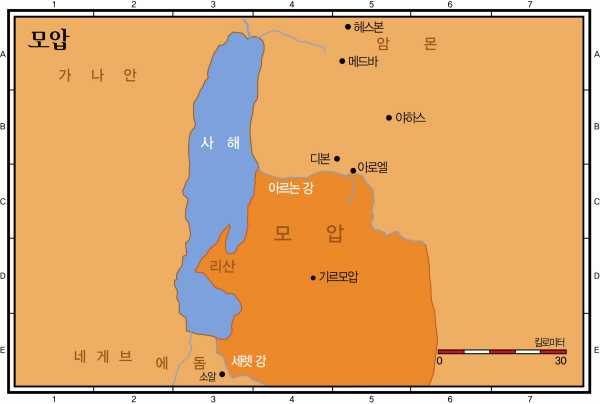 1 2 3 4 5 6 7
모압
헤스본
암 몬
A A
메드바
가 나 안
야하스
B B
사 해
디본
아로엘
아르논 강
C C
모 압
리산
기르모압
D D
킬로미터
0 30
네 게 브
에 돔
세렛 강
E E
소알
1 2 3 4 5 6 7